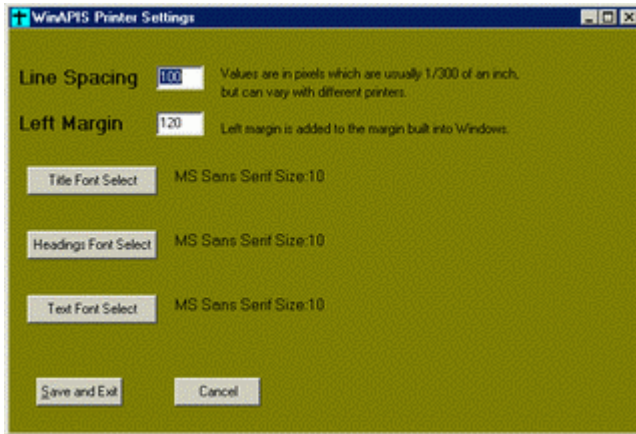 WinAPIS Printer Settings
Line Spacing 100 Values are in pixels which are usually 1/300 of an inch,
but can vary with different printers.
Left Margin 120 Left margin is added to the margin built into Windows.
Title Font Select MS Sans Serif Size:10
Headings Font Select MS Sans Serif Size:10
Text Font Select MS Sans Serif Size:10
Save and Exit Cancel